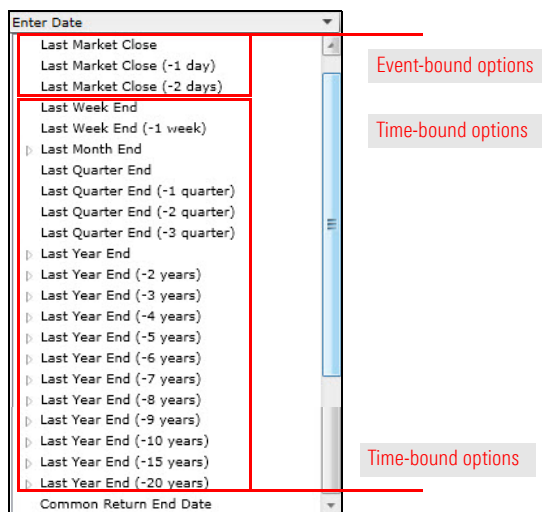 Enter Date
Last Market Close
Last Market Close (-1 day)
Last Market Close (-2 days)
Last Week End
Last Week End (-1 week)
Last Month End
Last Quarter End
Last Quarter End (-1 quarter)
Last Quarter End (-2 quarter)
Last Quarter End (-3 quarter)
Last Year End
Last Year End (-2 years)
Last Year End (-3 years)
Last Year End (-4 years)
Last Year End (-5 years)
Last Year End (-6 years)
Last Year End (-7 years)
Last Year End (-8 years)
Last Year End (-9 years)
Last Year End (-10 years)
Last Year End (-15 years)
Last Year End (-20 years)
Common Return End Date
Event-bound options
Time-bound options
Time-bound options